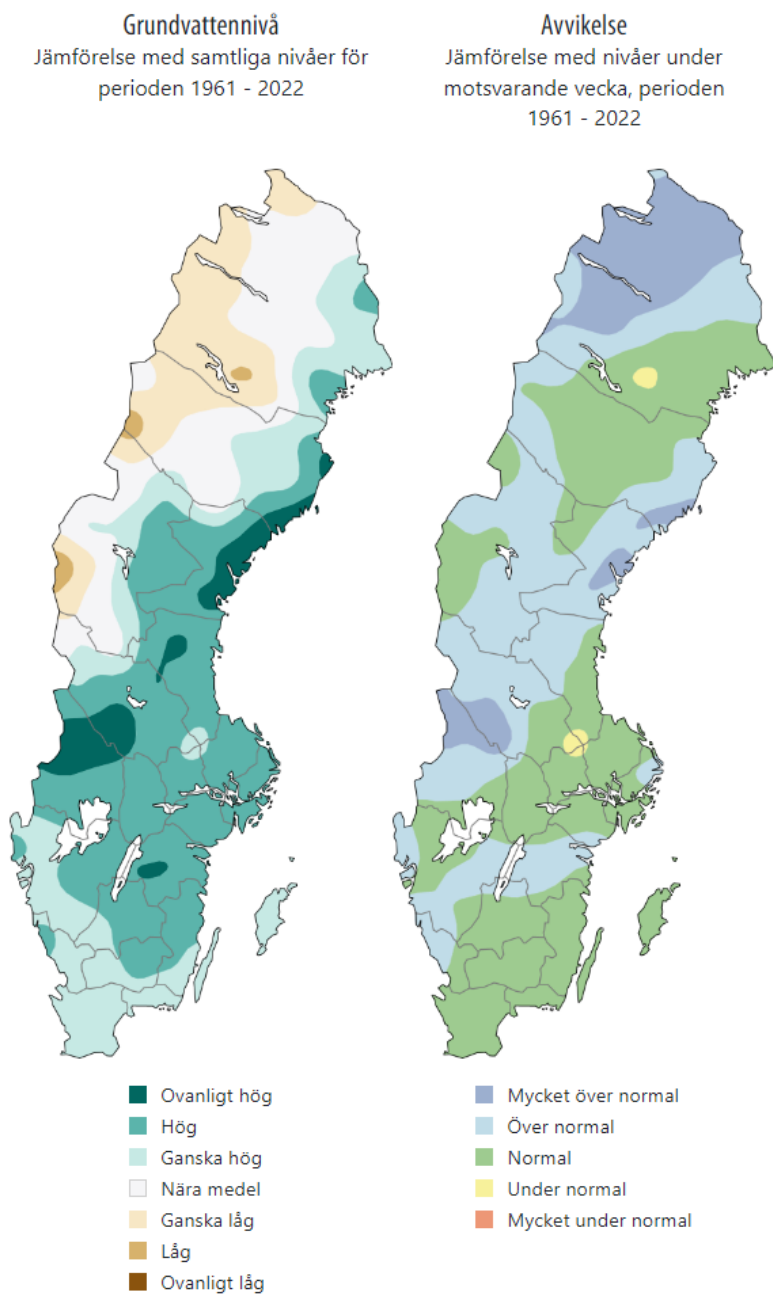 Grundvattennivå
Jämförelse med samtliga nivåer för
perioden 1961 - 2022
Avvikelse
Jämförelse med nivåer under
motsvarande vecka, perioden
1961 - 2022
Ovanligt hög
Hög
Ganska hög
Nära medel
Ganska låg
Låg
Ovanligt låg
Mycket över normal
Över normal
Normal
Under normal
Mycket under normal